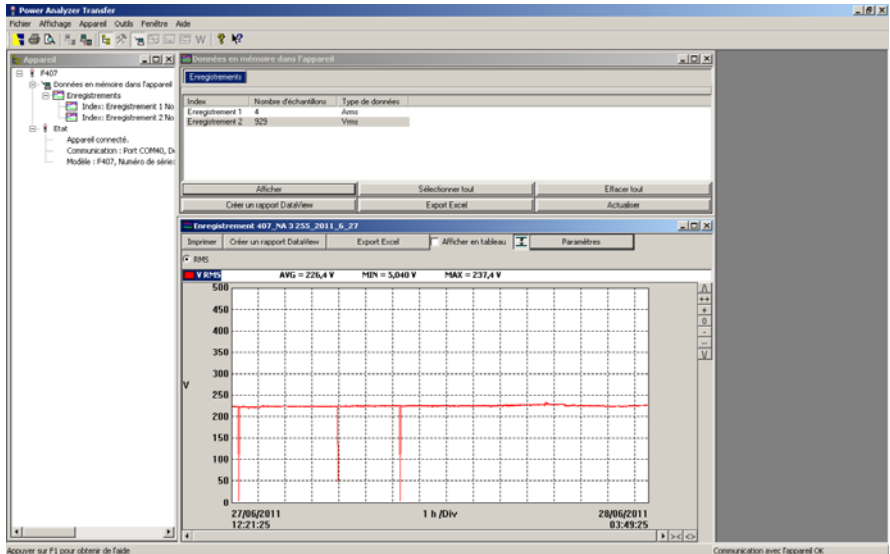 Power Analyzer Transfer
Fichier Affichage Appareil Outils Fenêtre Aide
Appareil
F407
Données en mémoire dans l'appareil
Enregistrements
Index: Enregistrement 1 No
Index: Enregistrement 2 No
Etat
Appareil connecté.
Communication : Port COM40, D
Modèle : F407, Numéro de série:
Données en mémoire dans l'appareil
Enregistrements
Index Nombre d'échantillons Type de données
Enregistrement 1 4 Arms
Enregistrement 2 929 Vrms
Afficher Sélectionner tout Effacer tout
Créer un rapport DataView Export Excel Actualiser
Enregistrement 407_NA 3 255_2011_6_27
Imprimer Créer un rapport DataView Export Excel Afficher en tableau Paramètres
RMS
V RMS AVG = 226,4 V MIN = 5,040 V MAX = 237,4 V
500
450
400
350
300
V
250
200
150
100
50
0
27/06/2011 1 h /Div 28/06/2011
12:21:25 03:49:25
++
+
0
-
--
><| <>
Appuyer sur F1 pour obtenir de l'aide Communication avec l'appareil OK